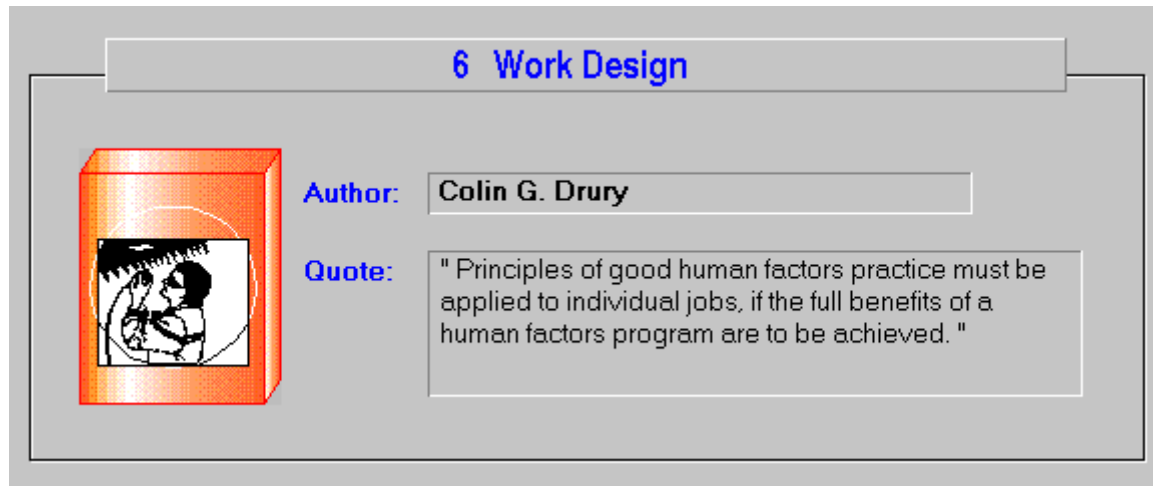 6 Work Design
Author: Colin G. Drury
Quote: " Principles of good human factors practice must be
applied to individual jobs, if the full benefits of a
human factors program are to be achieved. "